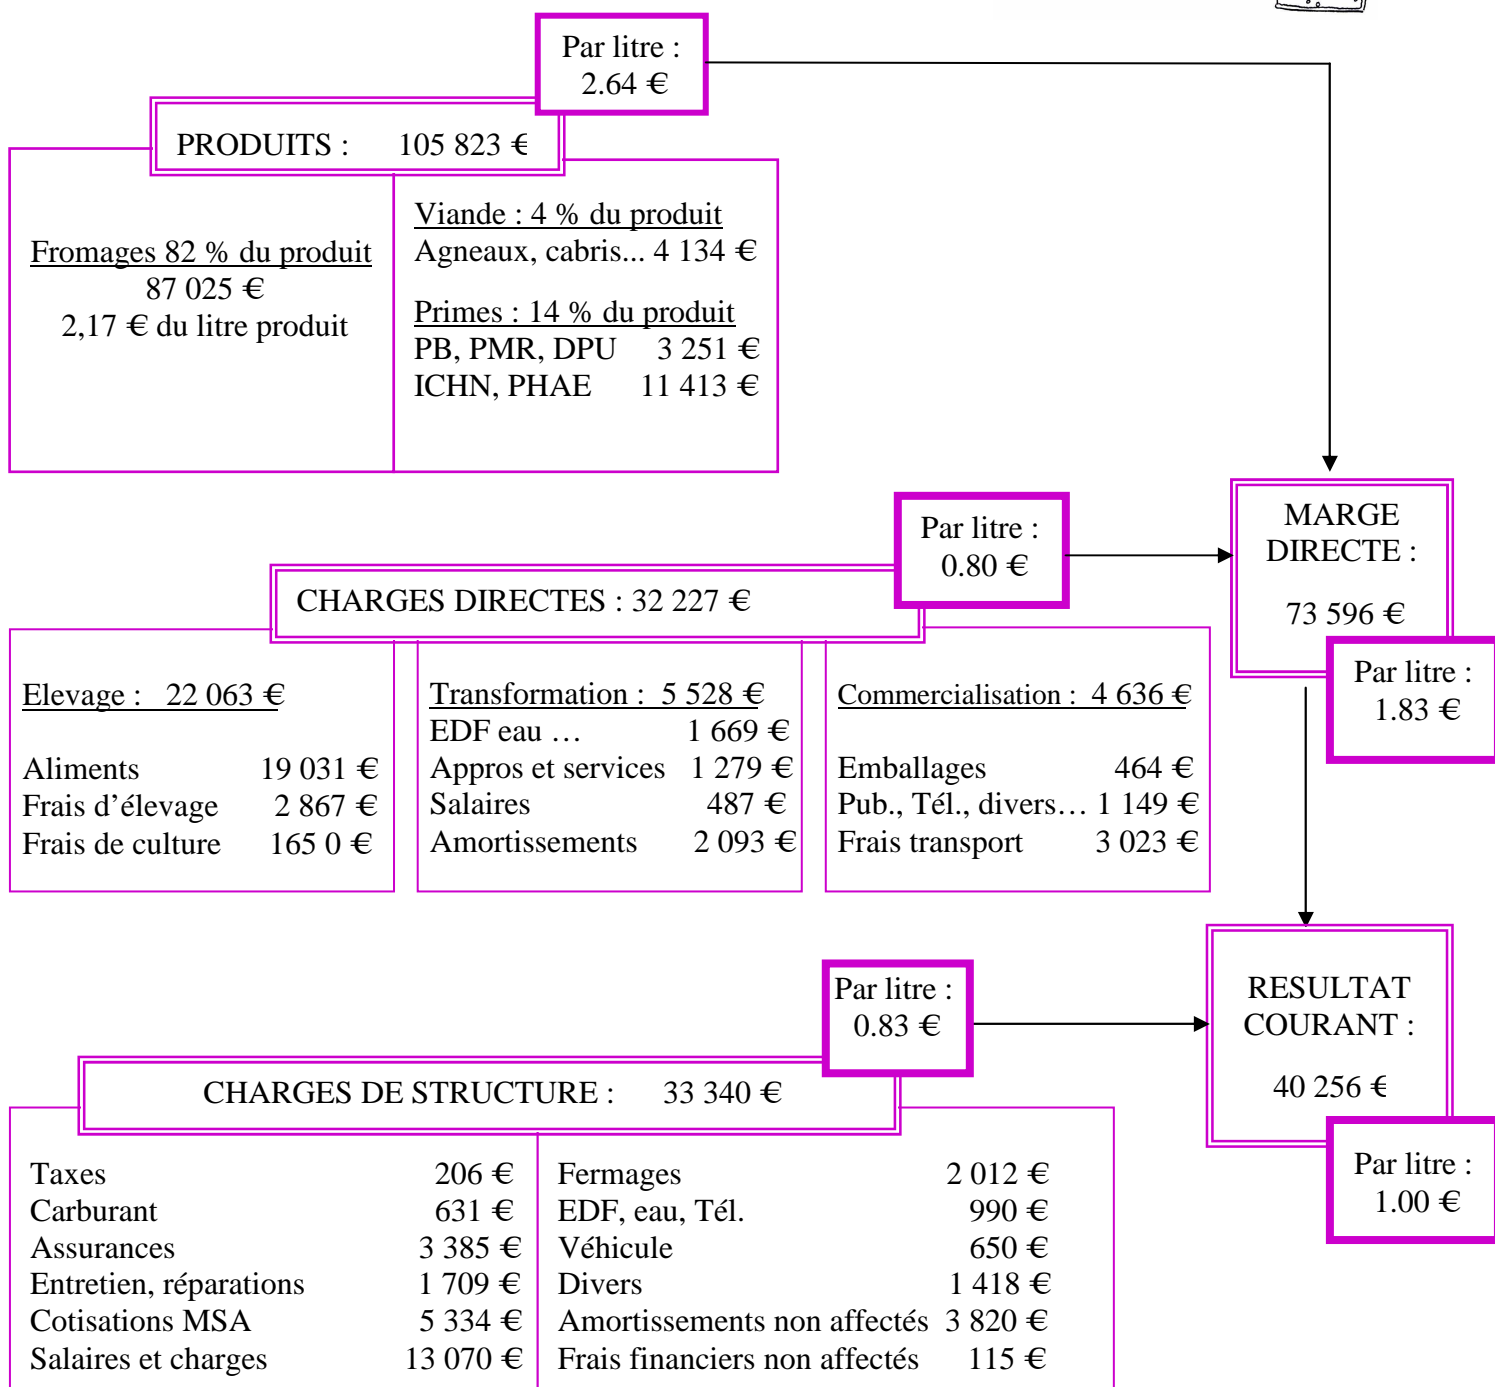 Par litre :
2.64 €
PRODUITS : 105 823 €
Fromages 82 % du produit
87 025 €
2,17 € du litre produit
Viande : 4 % du produit
Agneaux, cabris... 4 134 €
Primes : 14 % du produit
PB, PMR, DPU 3 251 €
ICHN, PHAE 11 413 €
MARGE
DIRECTE :
73 596 €
Par litre :
1.83 €
Par litre :
0.80 €
CHARGES DIRECTES : 32 227 €
Elevage : 22 063 €
Aliments 19 031 €
Frais d’élevage 2 867 €
Frais de culture 165 0 €
Transformation : 5 528 €
EDF eau … 1 669 €
Appros et services 1 279 €
Salaires 487 €
Amortissements 2 093 €
Commercialisation : 4 636 €
Emballages 464 €
Pub., Tél., divers… 1 149 €
Frais transport 3 023 €
RESULTAT
COURANT :
40 256 €
Par litre :
1.00 €
Par litre :
0.83 €
CHARGES DE STRUCTURE : 33 340 €
Taxes 206 €
Carburant 631 €
Assurances 3 385 €
Entretien, réparations 1 709 €
Cotisations MSA 5 334 €
Salaires et charges 13 070 €
Fermages 2 012 €
EDF, eau, Tél. 990 €
Véhicule 650 €
Divers 1 418 €
Amortissements non affectés 3 820 €
Frais financiers non affectés 115 €